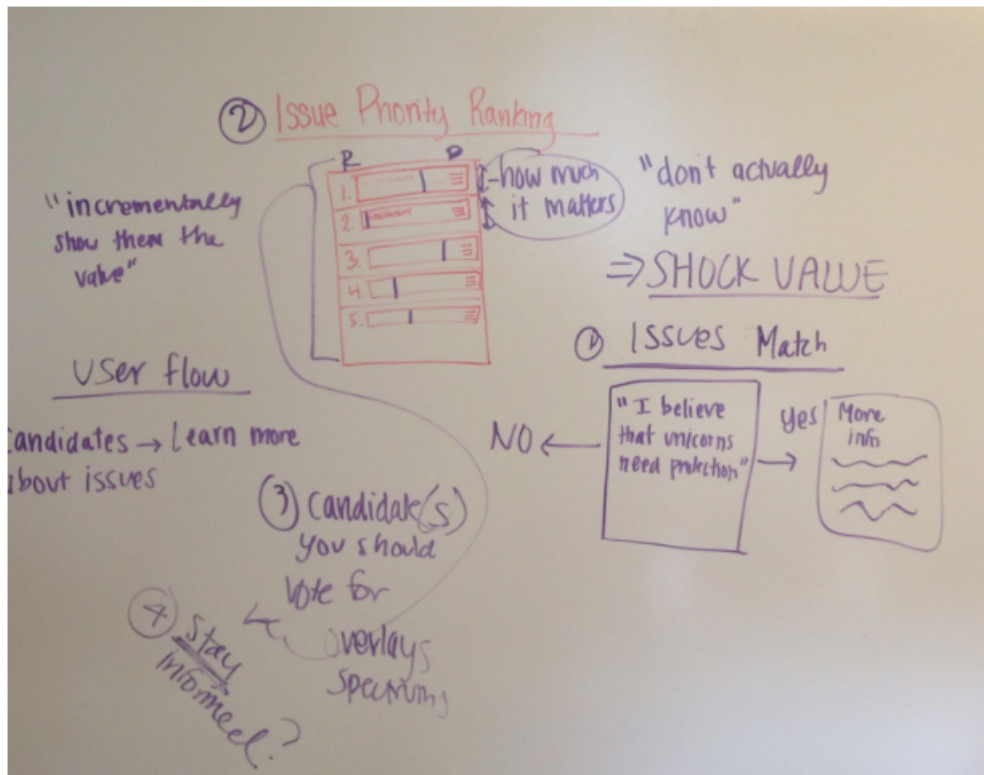 ② Issue Priority Ranking
R D
1.
2.
3.
4.
5.
-how much
it matters
"incrementally
show them the
value"
"don't actually
know"
⇒ SHOCK VALUE
① Issues Match
"I believe
that unicorns
need protection"
NO ←
yes →
More
info
User flow
Candidates → Learn more
about issues
③ Candidate(s)
you should
vote for
overlays
spectrums
④ Stay
informed?